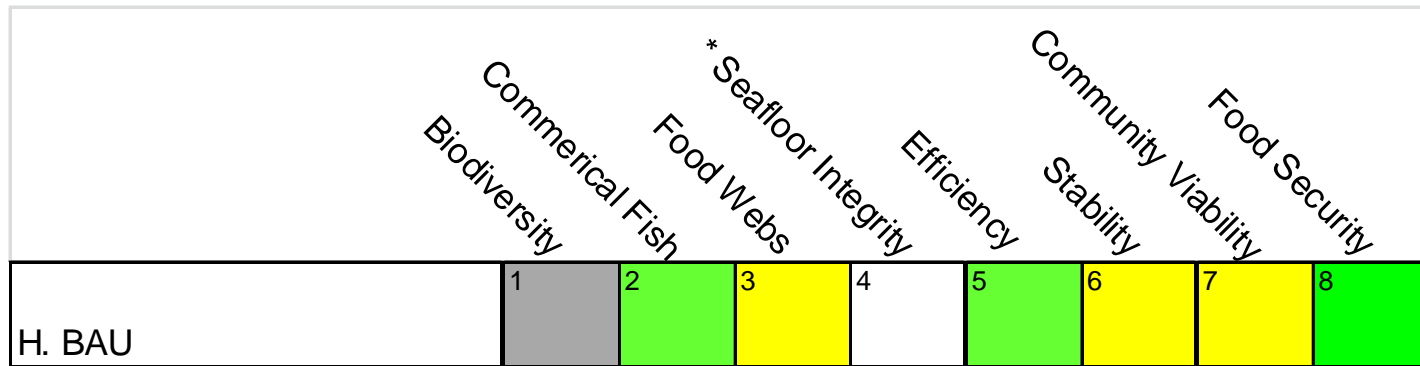 Biodiversity
Commerical Fish
Food Webs
* Seafloor Integrity
Efficiency
Stability
Community Viability
Food Security
1
2
3
4
5
6
7
8
H. BAU